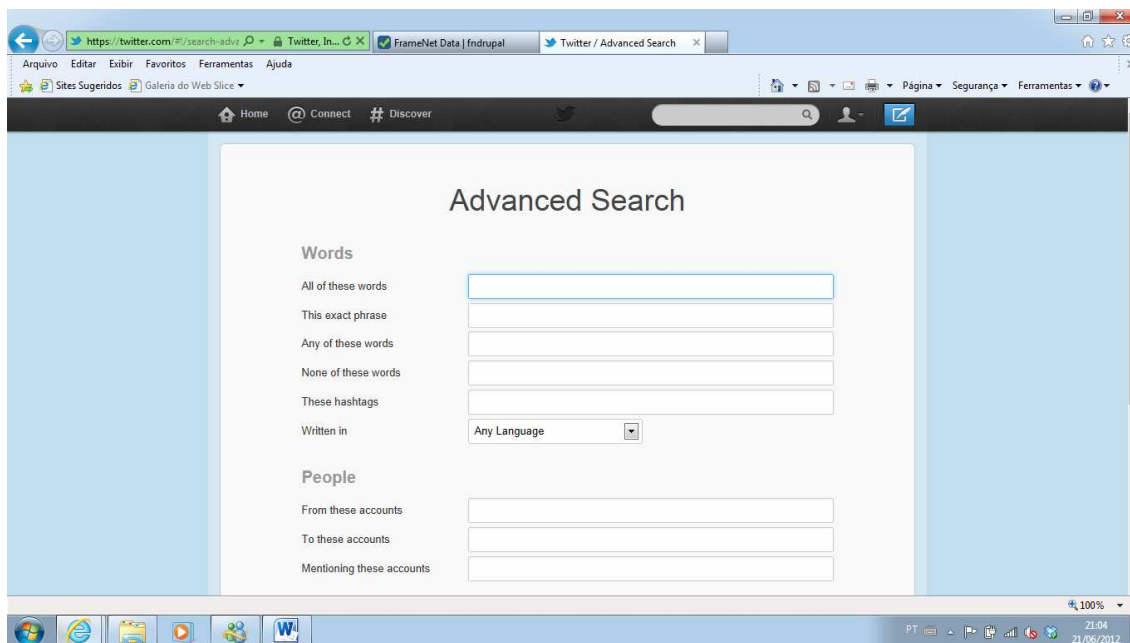 https://twitter.com/#!/search-adva Twitter, In... FrameNet Data | fndrupal Twitter / Advanced Search
Arquivo Editar Exibir Favoritos Ferramentas Ajuda
Sites Sugeridos Galeria do Web Slice Página Segurança Ferramentas
Home @ Connect # Discover
Advanced Search
Words
All of these words
This exact phrase
Any of these words
None of these words
These hashtags
Written in Any Language
People
From these accounts
To these accounts
Mentioning these accounts
100%
PT 21:04
21/06/2012